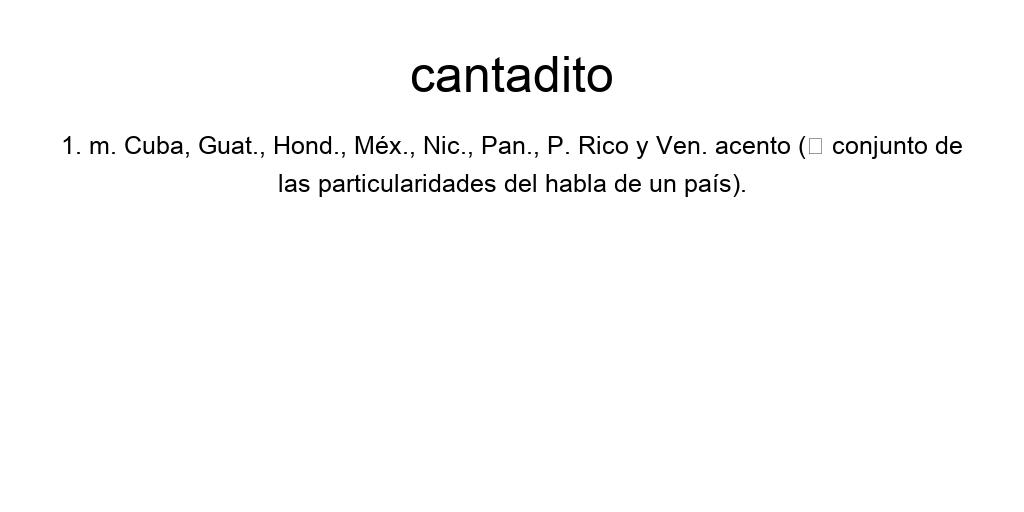 cantadito
1. m. Cuba, Guat., Hond., Méx., Nic., Pan., P. Rico y Ven. acento (□ conjunto de
las particularidades del habla de un país).